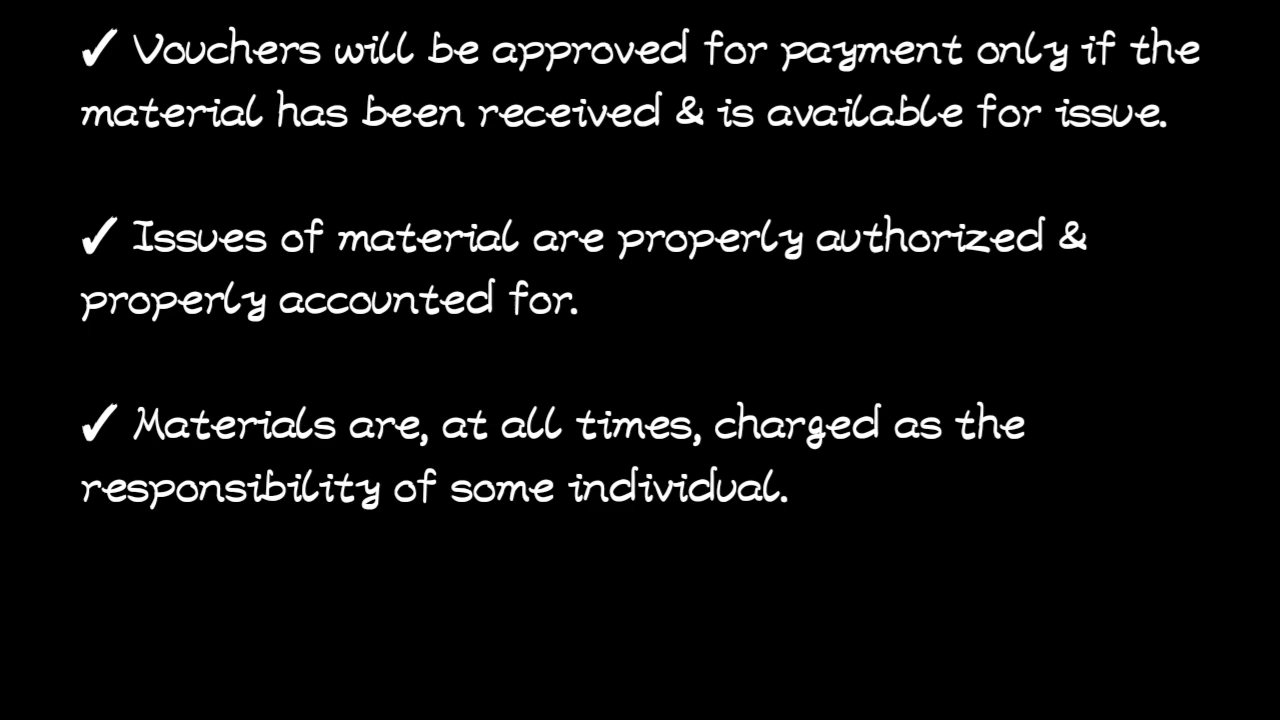 ✓ Vouchers will be approved for payment only if the
material has been received & is available for issue.
✓ Issues of material are properly authorized &
properly accounted for.
✓ Materials are, at all times, charged as the
responsibility of some individual.